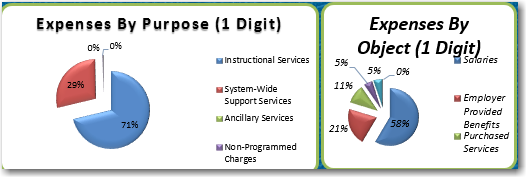 Expenses By Purpose (1 Digit)
0%
0%
29%
71%
Instructional Services
System-Wide
Support Services
Ancillary Services
Non-Programmed
Charges
Expenses By
Object (1 Digit)
5%
5%
0%
11%
21%
58%
Salaries
Employer
Provided
Benefits
Purchased
Services